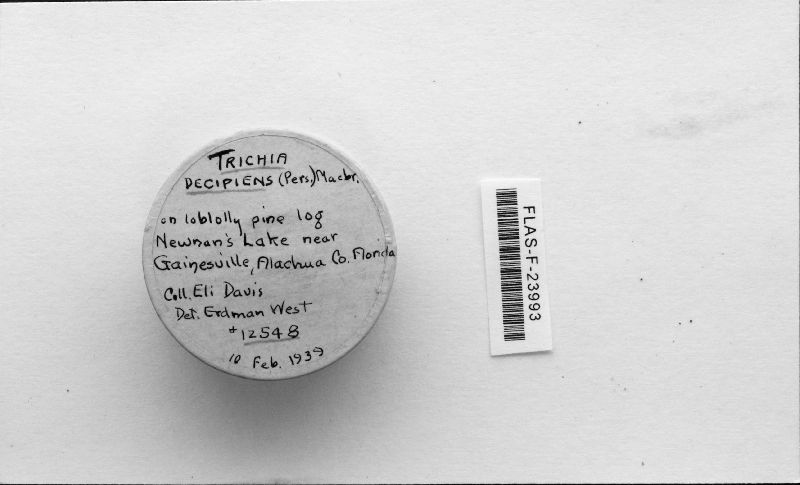 TRICHIA
DECIPIENS (Pers.) Macbr.
on loblolly pine log
Newnan's Lake near
Gainesville, Alachua Co. Florida
Coll. Eli Davis
Det. Erdman West
#12548
10 Feb. 1939
FLAS-F-23993